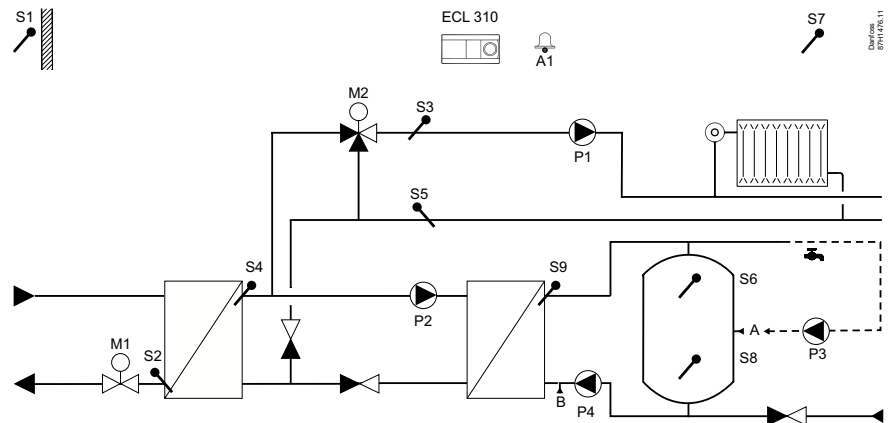 S1
ECL 310
A1
S7
Danfoss
87H1476.11
M2
S3
P1
S5
S4
S9
S6
P2
A
P3
M1
S2
S8
B
P4